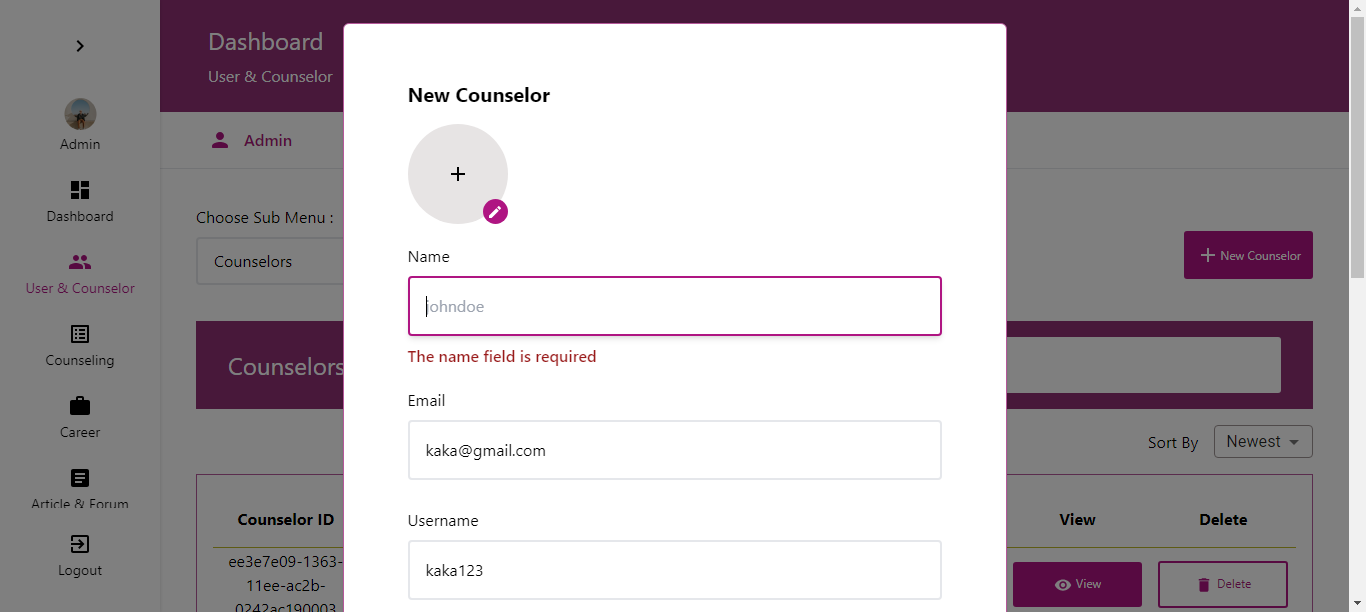 Admin
Dashboard
User & Counselor
Counseling
Career
Article & Forum
Logout
Dashboard
User & Counselor
Admin
Choose Sub Menu :
Counselors
New Counselor
Counselors
Sort By
Newest
Counselor ID
View
Delete
ee3e7e09-1363-
11ee-ac2b-
0242ac190003
View
Delete
New Counselor
Name
johndoe
The name field is required
Email
kaka@gmail.com
Username
kaka123